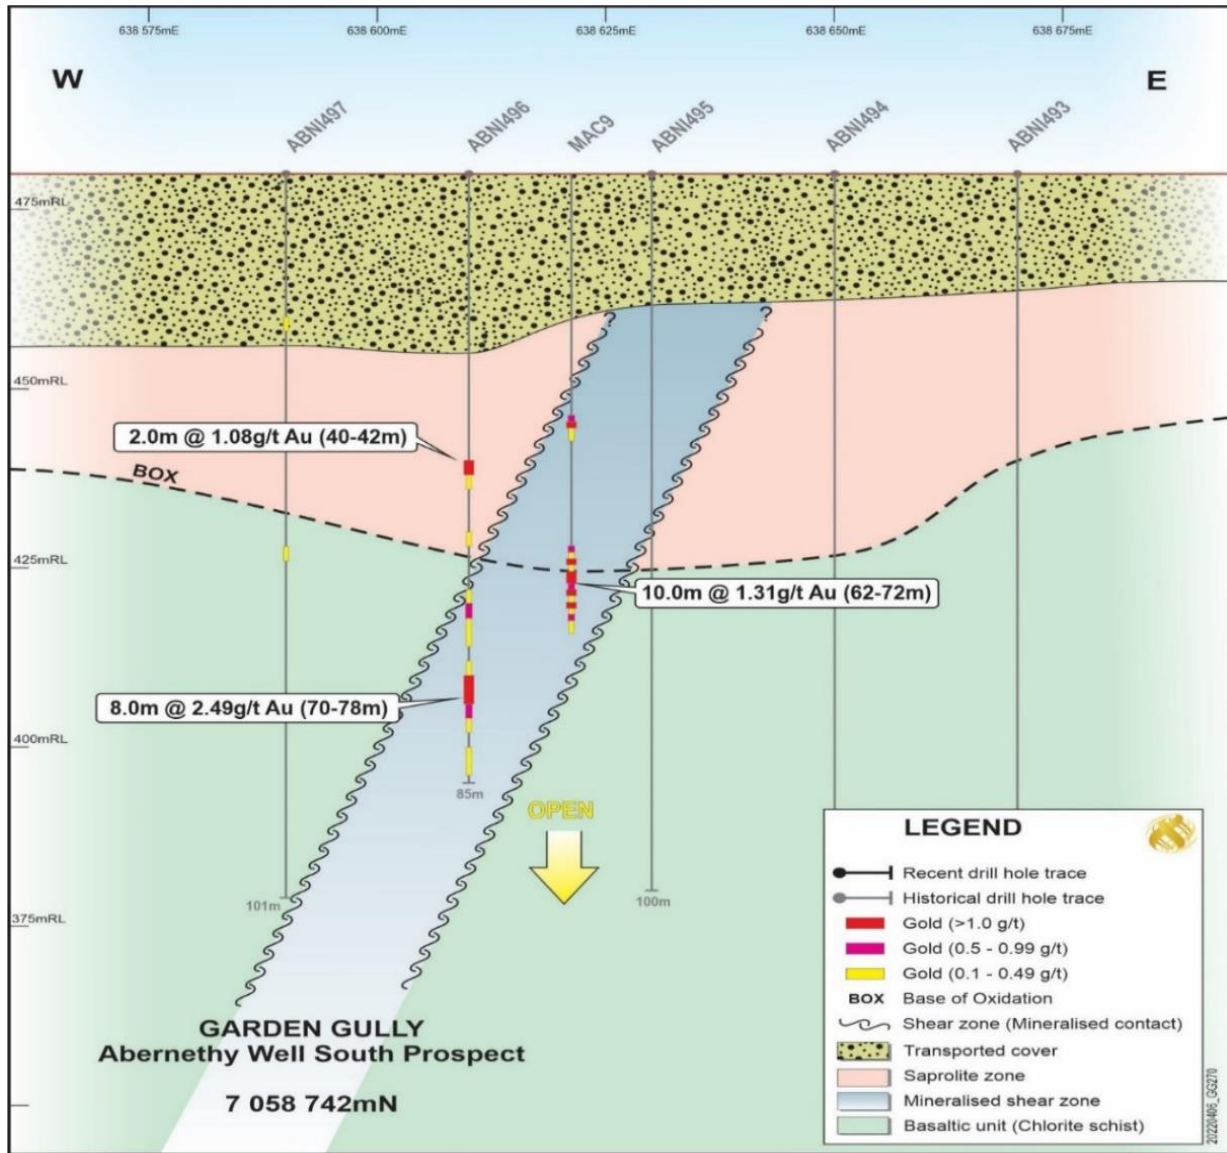 638 575mE
638 600mE
638 625mE
638 650mE
638 675mE
W
E
ABNI497
ABNI496
MAC9
ABNI495
ABNI494
ABNI493
475mRL
450mRL
2.0m @ 1.08g/t Au (40-42m)
BOX
425mRL
10.0m @ 1.31g/t Au (62-72m)
8.0m @ 2.49g/t Au (70-78m)
400mRL
85m
OPEN
101m
100m
375mRL
? ?
GARDEN GULLY
Abernethy Well South Prospect
7 058 742mN
LEGEND
Recent drill hole trace
Historical drill hole trace
Gold (>1.0 g/t)
Gold (0.5 - 0.99 g/t)
Gold (0.1 - 0.49 g/t)
BOX Base of Oxidation
Shear zone (Mineralised contact)
Transported cover
Saprolite zone
Mineralised shear zone
Basaltic unit (Chlorite schist)
20220406_GG270